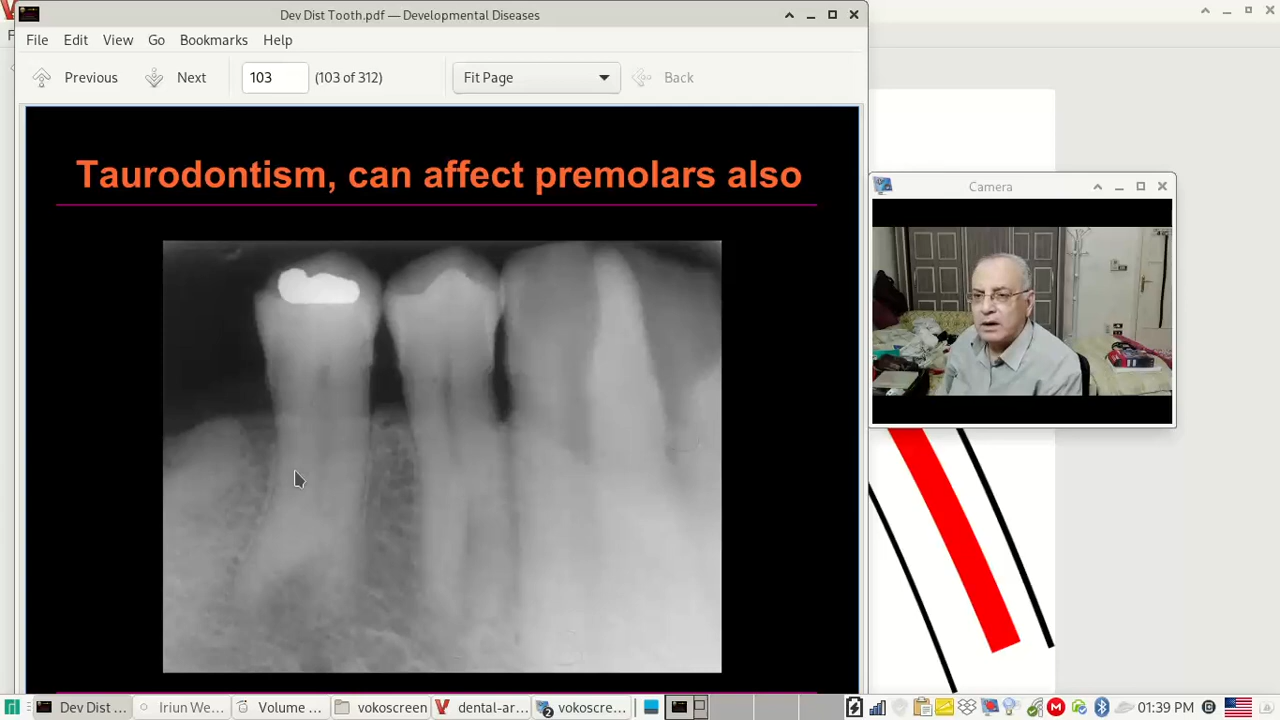 Dev Dist Tooth.pdf — Developmental Diseases
File Edit View Go Bookmarks Help
Previous Next 103 (103 of 312) Fit Page Back
Taurodontism, can affect premolars also
Camera
Dev Dist ... Iriun We... Volume ... vokoscreen dental-ar... vokoscre... 01:39 PM